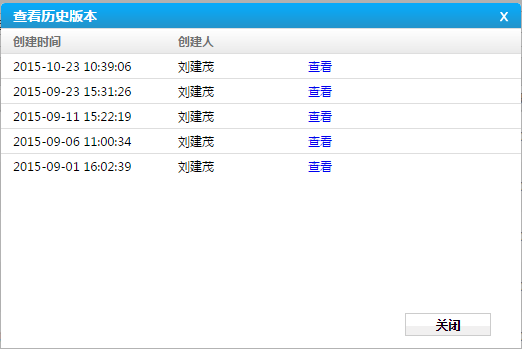 查看历史版本 X
创建时间 创建人
2015-10-23 10:39:06 刘建茂 查看
2015-09-23 15:31:26 刘建茂 查看
2015-09-11 15:22:19 刘建茂 查看
2015-09-06 11:00:34 刘建茂 查看
2015-09-01 16:02:39 刘建茂 查看
关闭